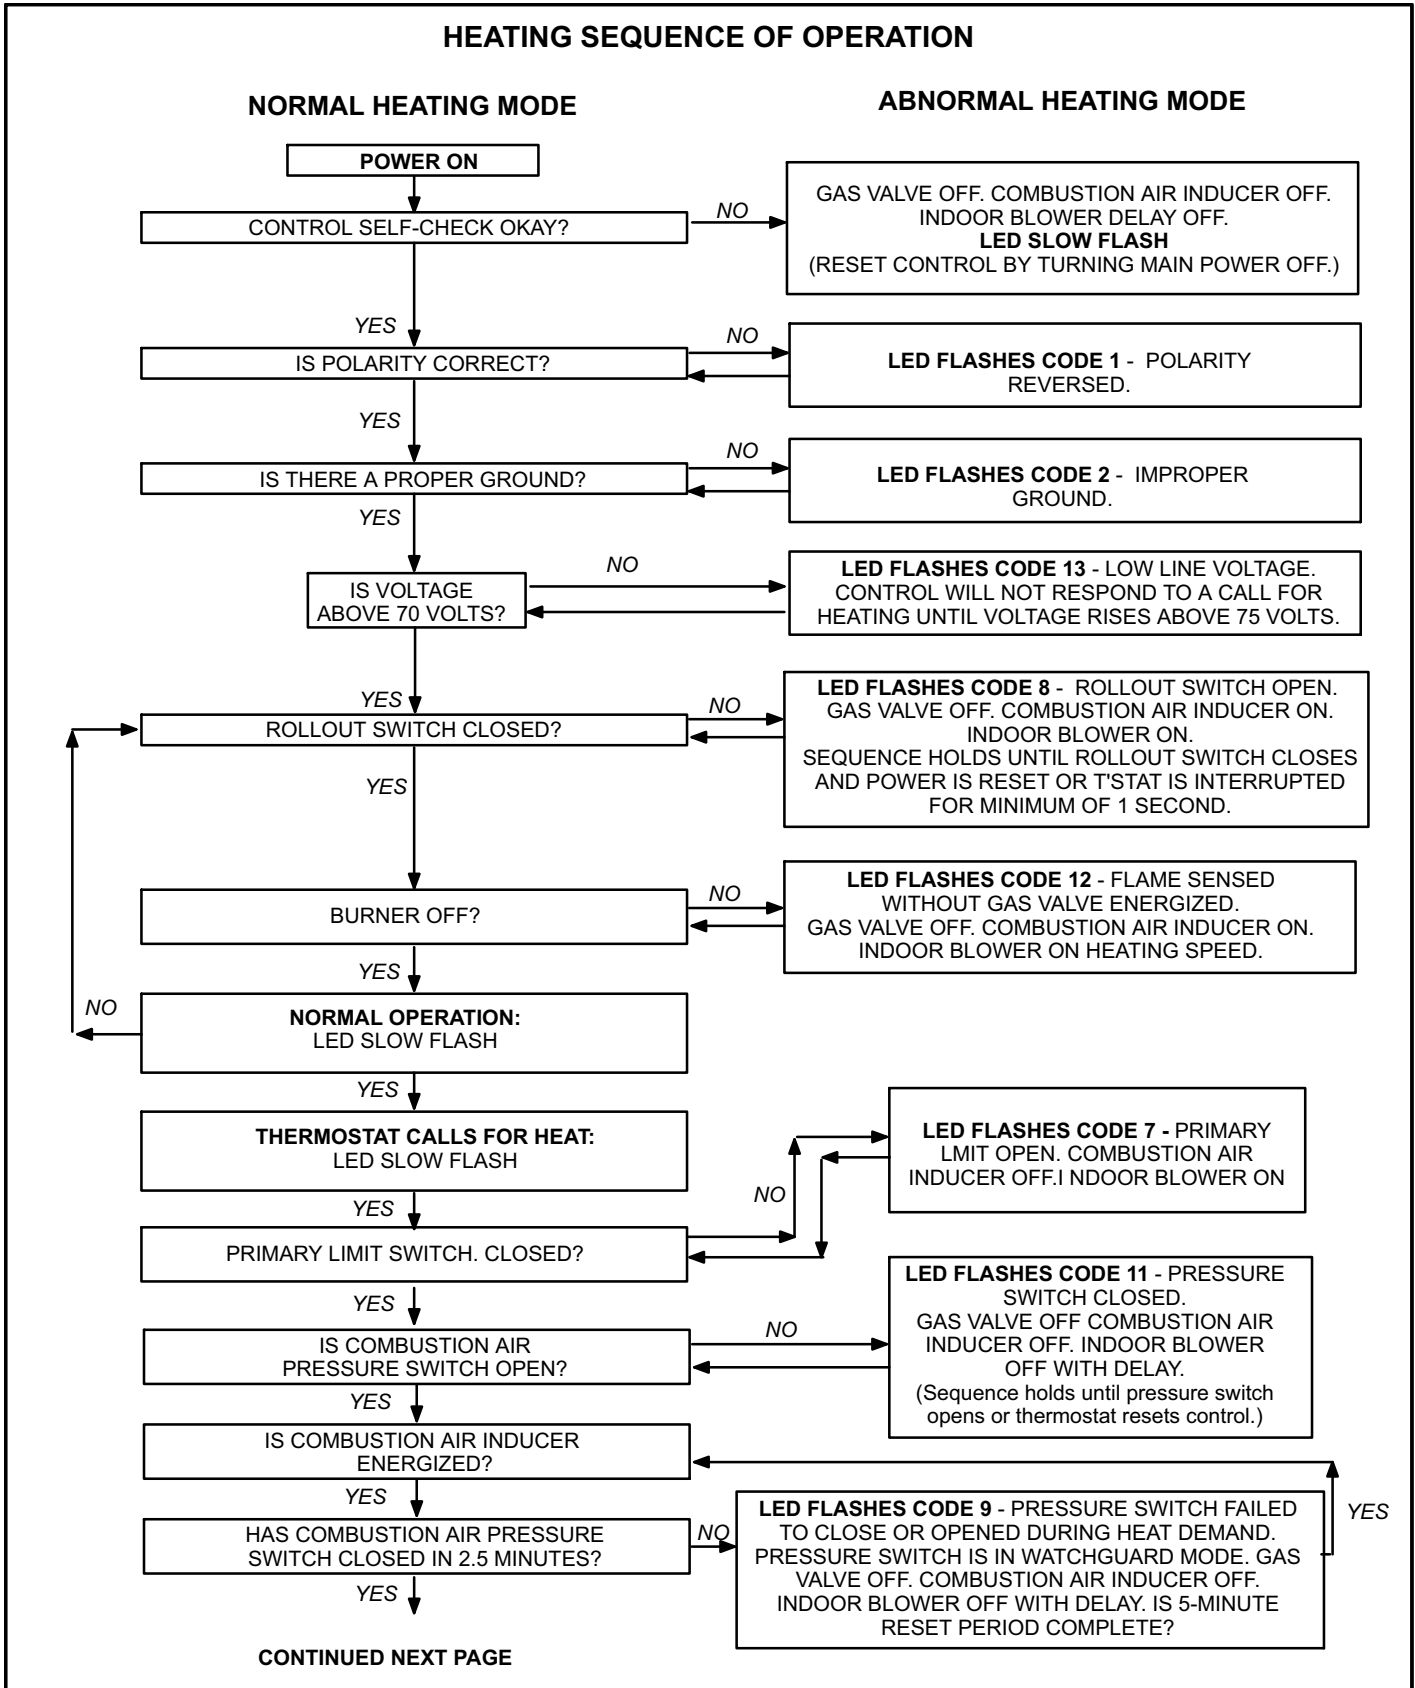 HEATING SEQUENCE OF OPERATION
NORMAL HEATING MODE
ABNORMAL HEATING MODE
POWER ON
CONTROL SELF-CHECK OKAY?
NO
GAS VALVE OFF. COMBUSTION AIR INDUCER OFF.
INDOOR BLOWER DELAY OFF.
LED SLOW FLASH
(RESET CONTROL BY TURNING MAIN POWER OFF.)
YES
IS POLARITY CORRECT?
NO
LED FLASHES CODE 1 - POLARITY
REVERSED.
YES
IS THERE A PROPER GROUND?
NO
LED FLASHES CODE 2 - IMPROPER
GROUND.
YES
IS VOLTAGE
ABOVE 70 VOLTS?
NO
LED FLASHES CODE 13 - LOW LINE VOLTAGE.
CONTROL WILL NOT RESPOND TO A CALL FOR
HEATING UNTIL VOLTAGE RISES ABOVE 75 VOLTS.
YES
ROLLOUT SWITCH CLOSED?
NO
LED FLASHES CODE 8 - ROLLOUT SWITCH OPEN.
GAS VALVE OFF. COMBUSTION AIR INDUCER ON.
INDOOR BLOWER ON.
SEQUENCE HOLDS UNTIL ROLLOUT SWITCH CLOSES
AND POWER IS RESET OR T'STAT IS INTERRUPTED
FOR MINIMUM OF 1 SECOND.
YES
BURNER OFF?
NO
LED FLASHES CODE 12 - FLAME SENSED
WITHOUT GAS VALVE ENERGIZED.
GAS VALVE OFF. COMBUSTION AIR INDUCER ON.
INDOOR BLOWER ON HEATING SPEED.
YES
NO
NORMAL OPERATION:
LED SLOW FLASH
YES
THERMOSTAT CALLS FOR HEAT:
LED SLOW FLASH
YES
PRIMARY LIMIT SWITCH. CLOSED?
NO
LED FLASHES CODE 7 - PRIMARY
LMIT OPEN. COMBUSTION AIR
INDUCER OFF.I NDOOR BLOWER ON
YES
IS COMBUSTION AIR
PRESSURE SWITCH OPEN?
NO
LED FLASHES CODE 11 - PRESSURE
SWITCH CLOSED.
GAS VALVE OFF COMBUSTION AIR
INDUCER OFF. INDOOR BLOWER
OFF WITH DELAY.
(Sequence holds until pressure switch
opens or thermostat resets control.)
YES
IS COMBUSTION AIR INDUCER
ENERGIZED?
YES
HAS COMBUSTION AIR PRESSURE
SWITCH CLOSED IN 2.5 MINUTES?
NO
LED FLASHES CODE 9 - PRESSURE SWITCH FAILED
TO CLOSE OR OPENED DURING HEAT DEMAND.
PRESSURE SWITCH IS IN WATCHGUARD MODE. GAS
VALVE OFF. COMBUSTION AIR INDUCER OFF.
INDOOR BLOWER OFF WITH DELAY. IS 5-MINUTE
RESET PERIOD COMPLETE?
YES
YES
CONTINUED NEXT PAGE